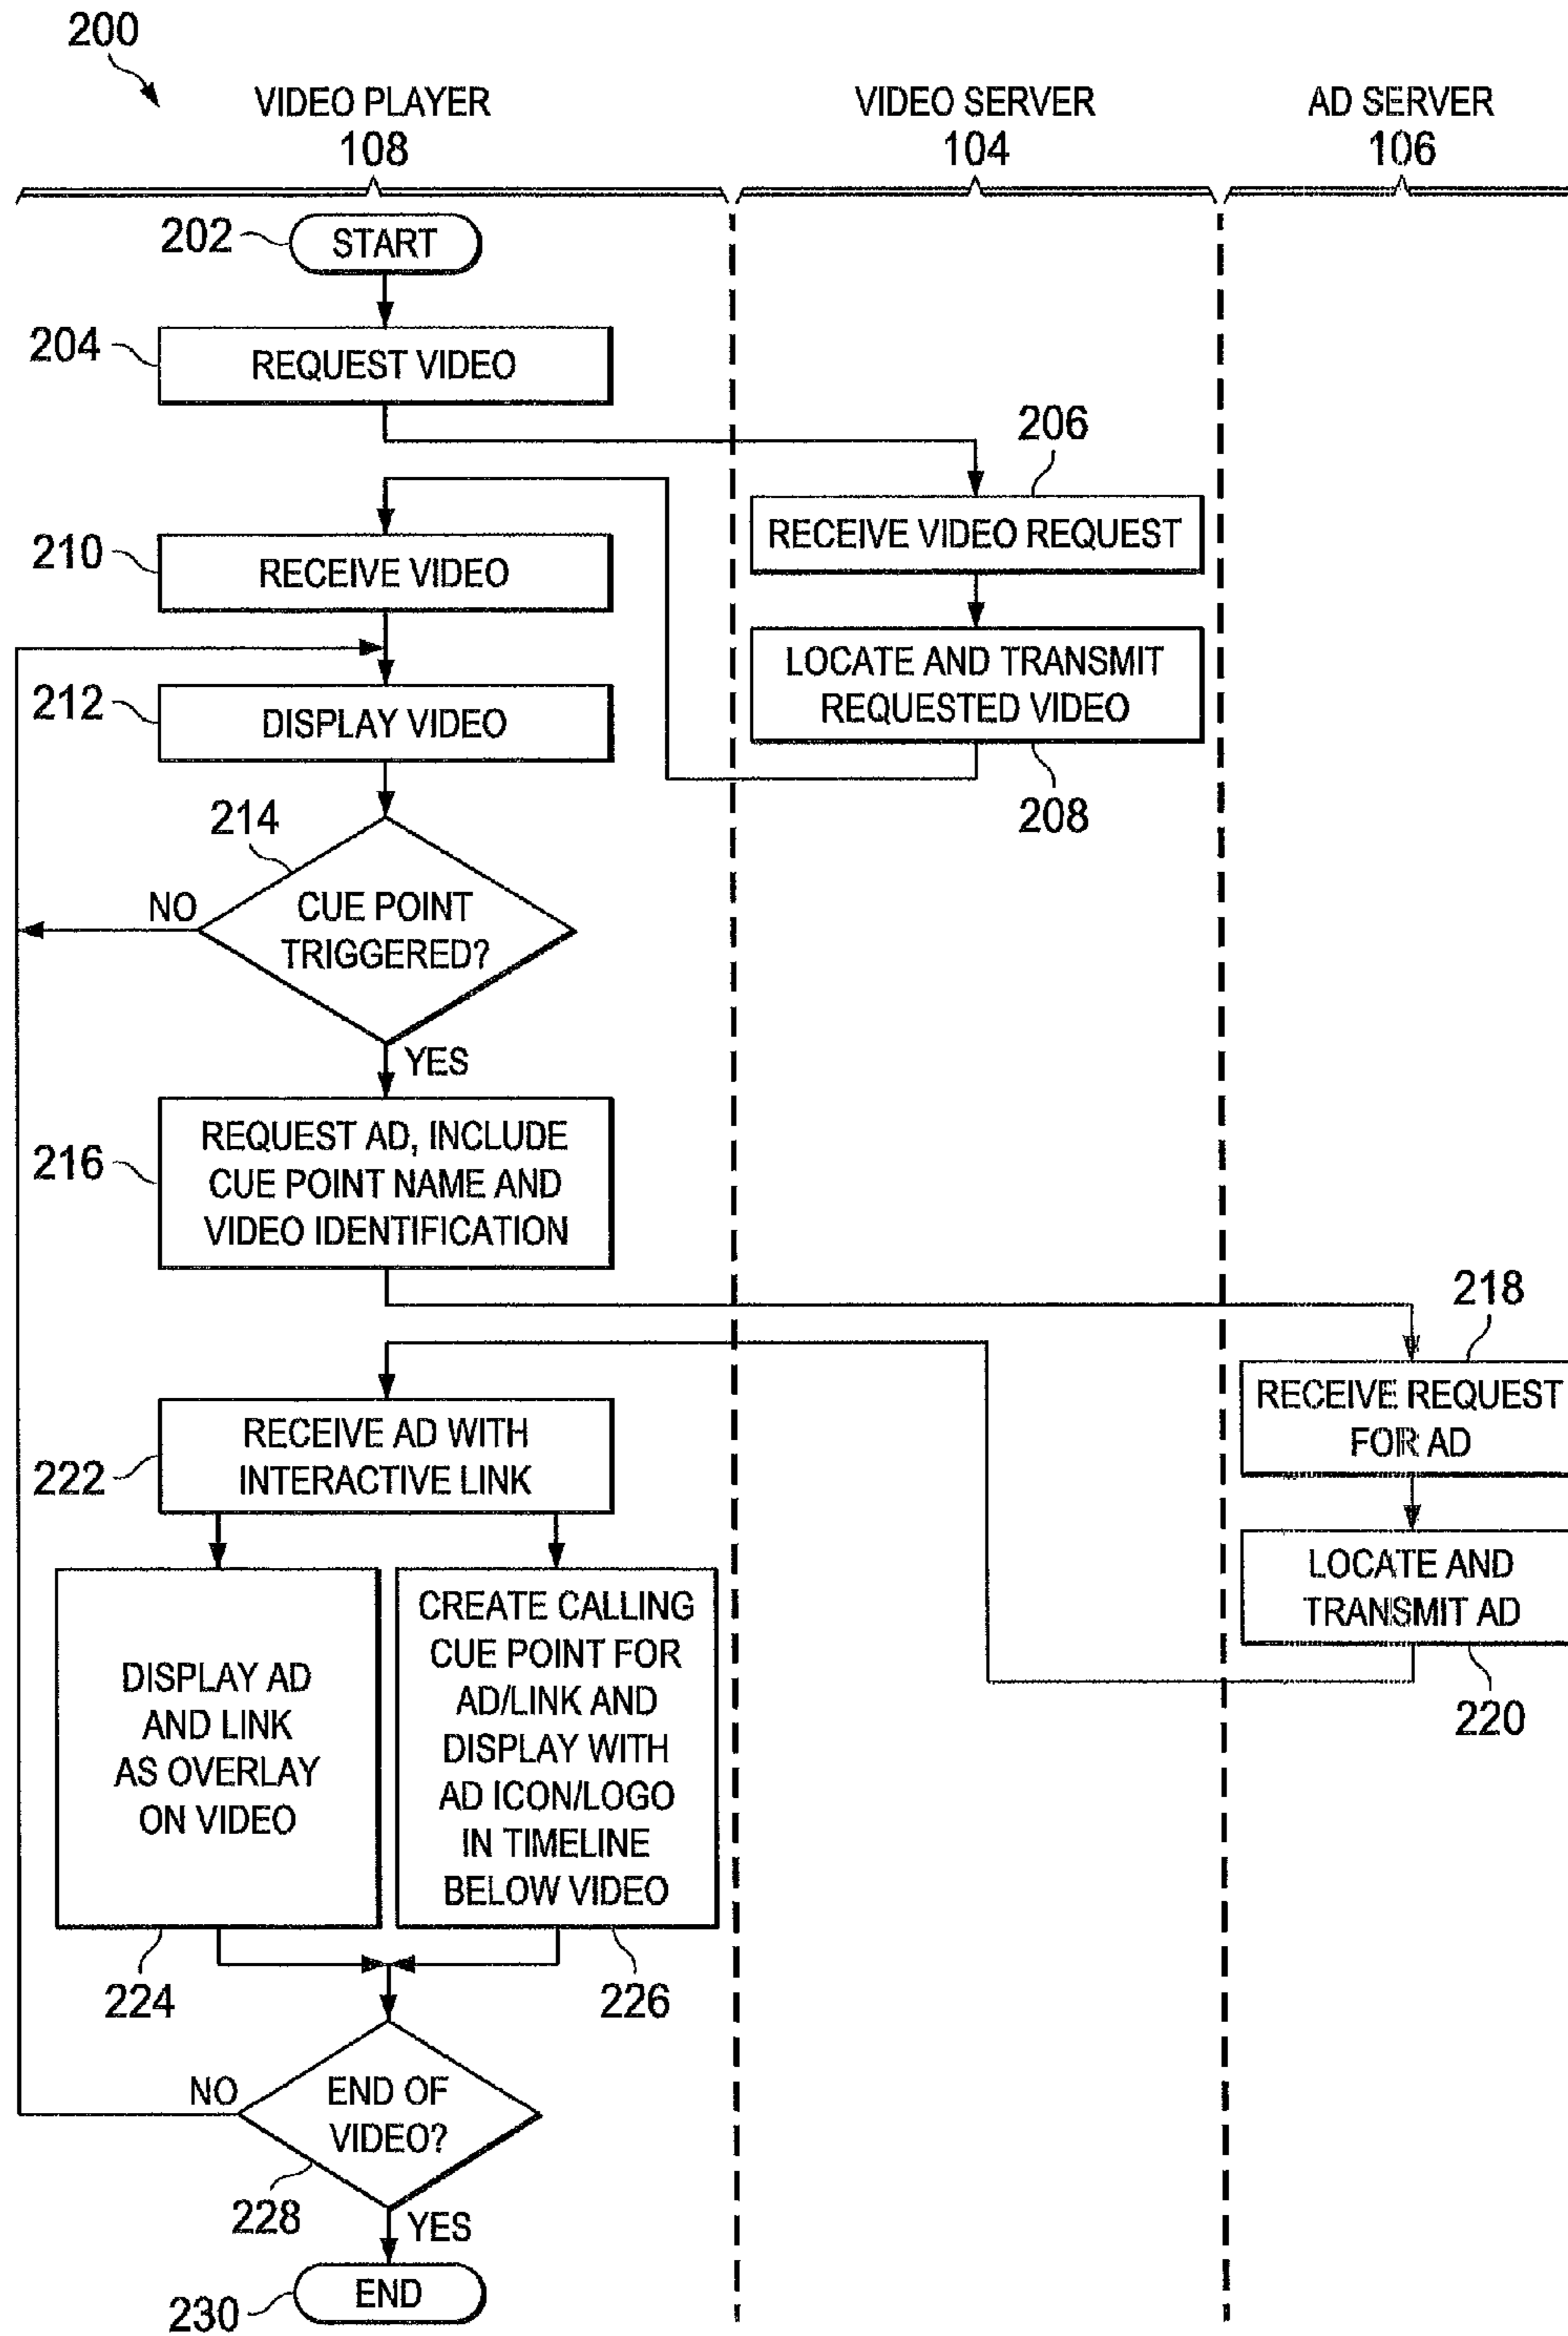 200
VIDEO PLAYER
108
VIDEO SERVER
104
AD SERVER
106
202
START
204
REQUEST VIDEO
206
RECEIVE VIDEO REQUEST
210
RECEIVE VIDEO
LOCATE AND TRANSMIT
REQUESTED VIDEO
208
212
DISPLAY VIDEO
214
CUE POINT
TRIGGERED?
NO
YES
216
REQUEST AD, INCLUDE
CUE POINT NAME AND
VIDEO IDENTIFICATION
218
RECEIVE REQUEST
FOR AD
222
RECEIVE AD WITH
INTERACTIVE LINK
LOCATE AND
TRANSMIT AD
220
DISPLAY AD
AND LINK
AS OVERLAY
ON VIDEO
224
CREATE CALLING
CUE POINT FOR
AD/LINK AND
DISPLAY WITH
AD ICON/LOGO
IN TIMELINE
BELOW VIDEO
226
NO
END OF
VIDEO?
228
YES
END
230